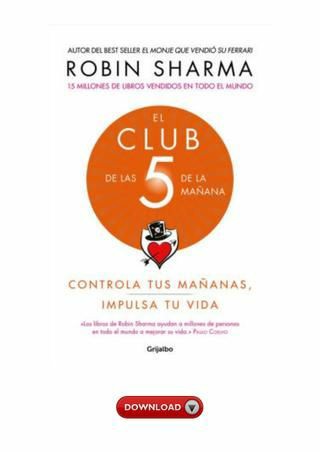 AUTOR DEL BEST SELLER EL MONJE QUE VENDIÓ SU FERRARI
ROBIN SHARMA
15 MILLONES DE LIBROS VENDIDOS EN TODO EL MUNDO
EL
CLUB
DE LAS 5 DE LA
MAÑANA
CONTROLA TUS MAÑANAS,
IMPULSA TU VIDA
«Los libros de Robin Sharma ayudan a millones de personas
en todo el mundo a mejorar su vida.» PAULO COELHO
Grijalbo
DOWNLOAD